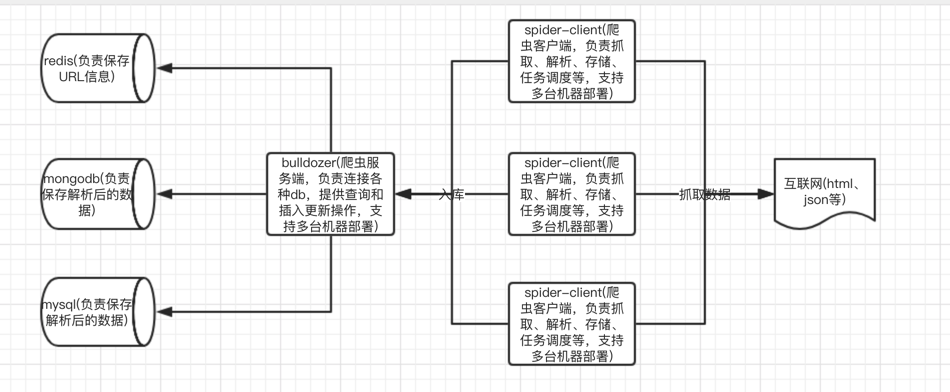 redis(负责保存
URL信息)
mongodb(负责
保存解析后的数
据)
mysql(负责保存
解析后的数据)
bulldozer(爬虫服
务端，负责连接各
种db，提供查询和
插入更新操作，支
持多台机器部署)
入库
spider-client(爬
虫客户端，负责抓
取、解析、存储、
任务调度等，支持
多台机器部署)
spider-client(爬
虫客户端，负责抓
取、解析、存储、
任务调度等，支持
多台机器部署)
spider-client(爬
虫客户端，负责抓
取、解析、存储、
任务调度等，支持
多台机器部署)
抓取数据
互联网(html、
json等)